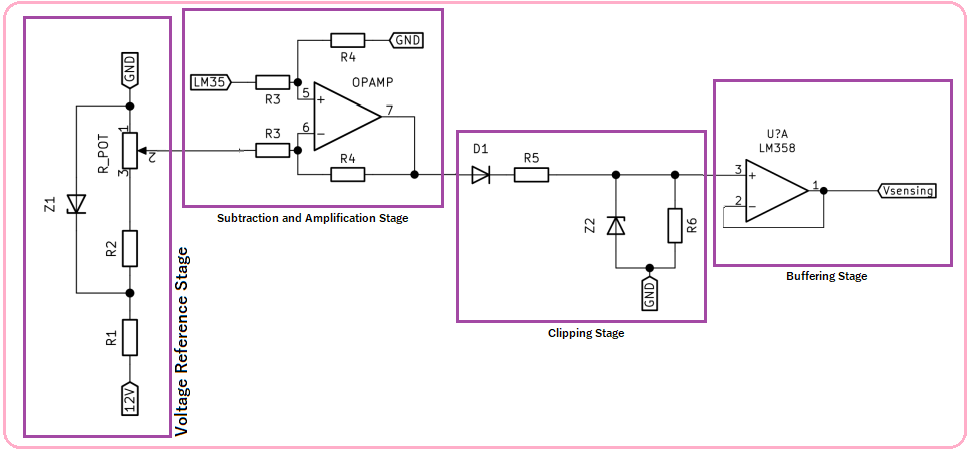 GND
1
R_POT
2
3
Z1
R2
R1
12V
Voltage Reference Stage
R4
GND
LM35
R3
OPAMP
5
+
7
6
-
R3
R4
Subtraction and Amplification Stage
D1
R5
Z2
R6
GND
Clipping Stage
U?A
LM358
3
+
1
2
-
Vsensing
Buffering Stage